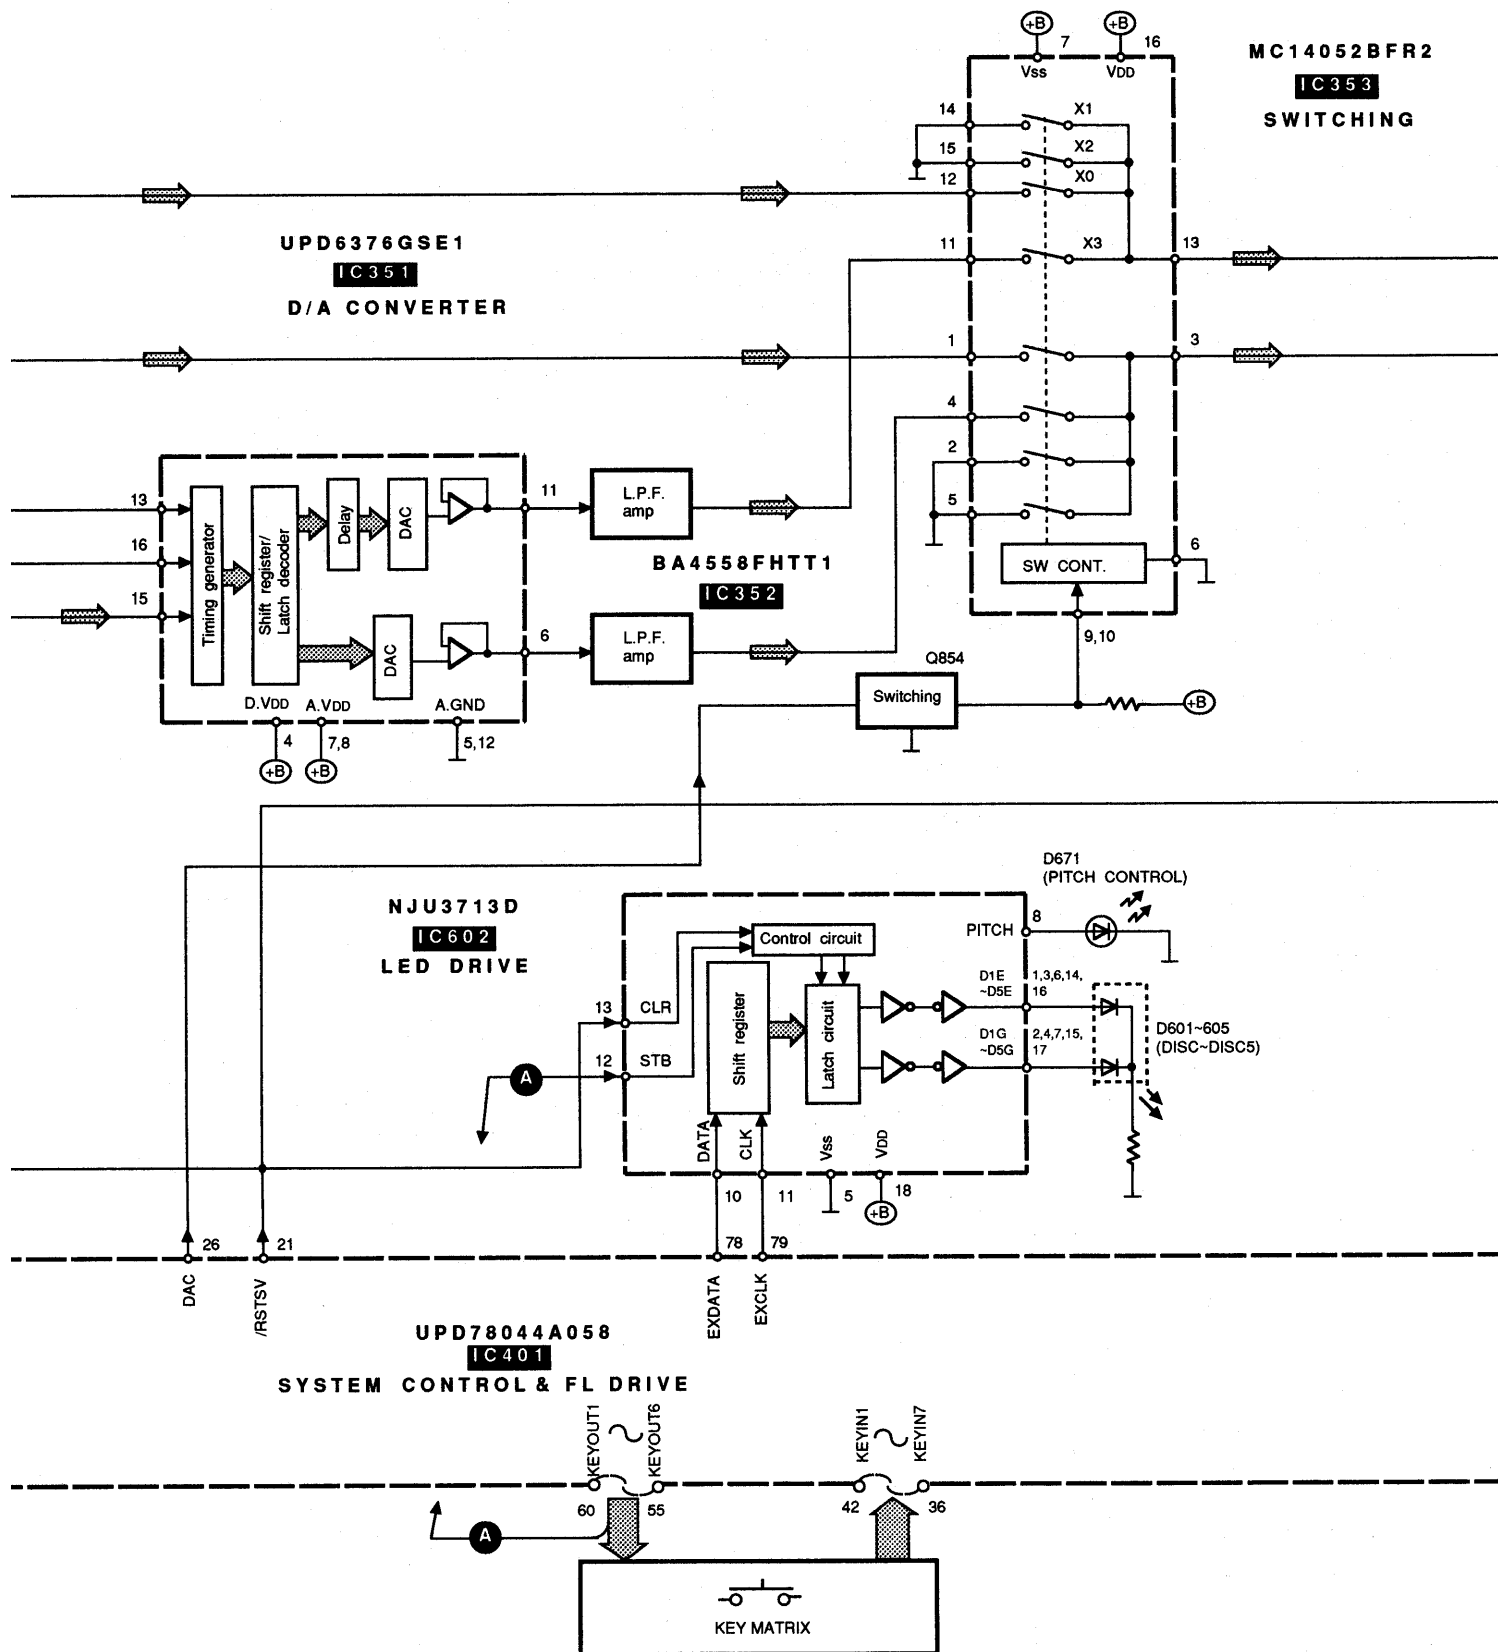 +B
7
+B
16
MC14052BFR2
IC353
SWITCHING
Vss
VDD
14
X1
15
X2
12
X0
11
X3
13
UPD6376GSE1
IC351
D/A CONVERTER
1
3
4
2
5
6
SW CONT.
9,10
13
16
15
Timing generator
Shift register/
Latch decoder
Delay
DAC
DAC
11
6
L.P.F.
amp
L.P.F.
amp
BA4558FHTT1
IC352
D.VDD
A.VDD
A.GND
4
7,8
5,12
+B
+B
Q854
Switching
+B
NJU3713D
IC602
LED DRIVE
D671
(PITCH CONTROL)
Control circuit
PITCH
8
13
CLR
12
STB
A
Shift register
Latch circuit
D1E
~D5E
1,3,6,14,
16
D1G
~D5G
2,4,7,15,
17
D601~605
(DISC~DISC5)
DATA
CLK
Vss
VDD
10
11
5
18
+B
26
21
78
79
DAC
/RSTSV
EXDATA
EXCLK
UPD78044A058
IC401
SYSTEM CONTROL & FL DRIVE
KEYOUT1
KEYOUT6
KEYIN1
KEYIN7
60
55
42
36
A
KEY MATRIX